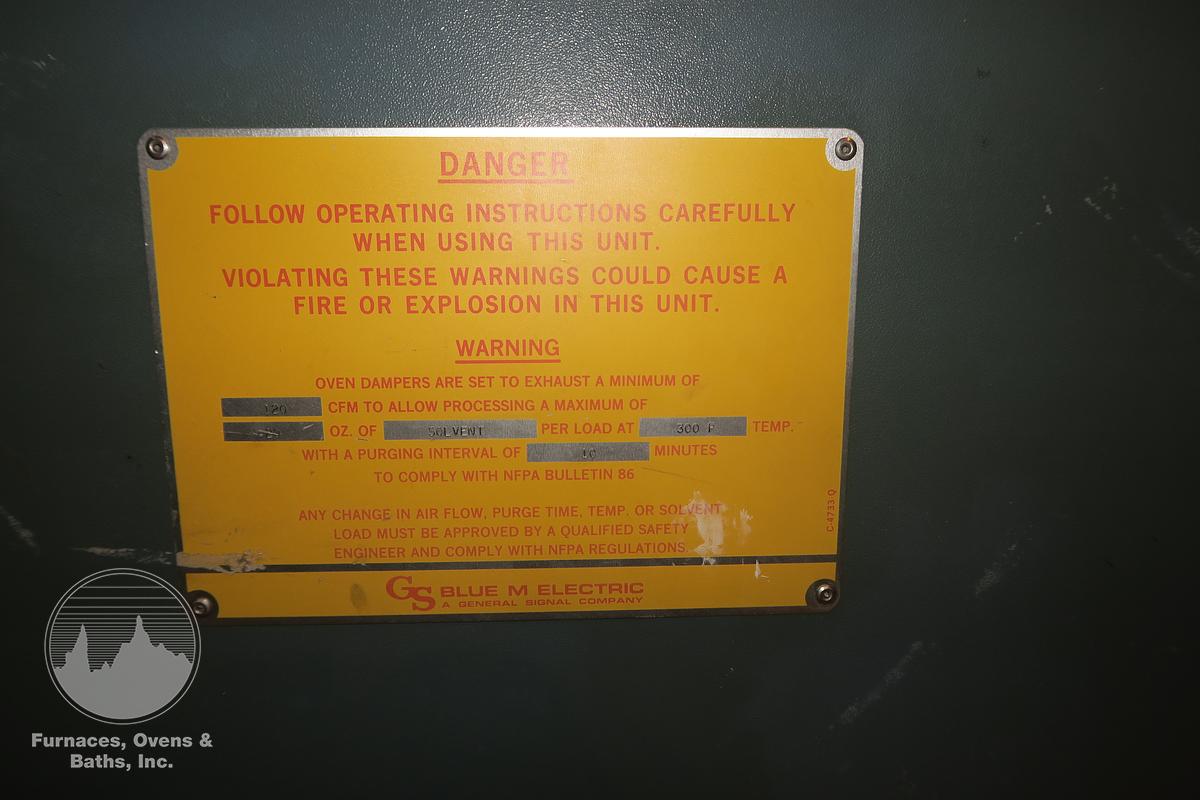 DANGER
FOLLOW OPERATING INSTRUCTIONS CAREFULLY
WHEN USING THIS UNIT.
VIOLATING THESE WARNINGS COULD CAUSE A
FIRE OR EXPLOSION IN THIS UNIT.
WARNING
OVEN DAMPERS ARE SET TO EXHAUST A MINIMUM OF
120 CFM TO ALLOW PROCESSING A MAXIMUM OF
OZ. OF SOLVENT PER LOAD AT 300 F TEMP.
WITH A PURGING INTERVAL OF 10 MINUTES
TO COMPLY WITH NFPA BULLETIN 86
ANY CHANGE IN AIR FLOW, PURGE TIME, TEMP. OR SOLVENT
LOAD MUST BE APPROVED BY A QUALIFIED SAFETY
ENGINEER AND COMPLY WITH NFPA REGULATIONS.
C-4733-Q
GS BLUE M ELECTRIC
A GENERAL SIGNAL COMPANY
Furnaces, Ovens &
Baths, Inc.